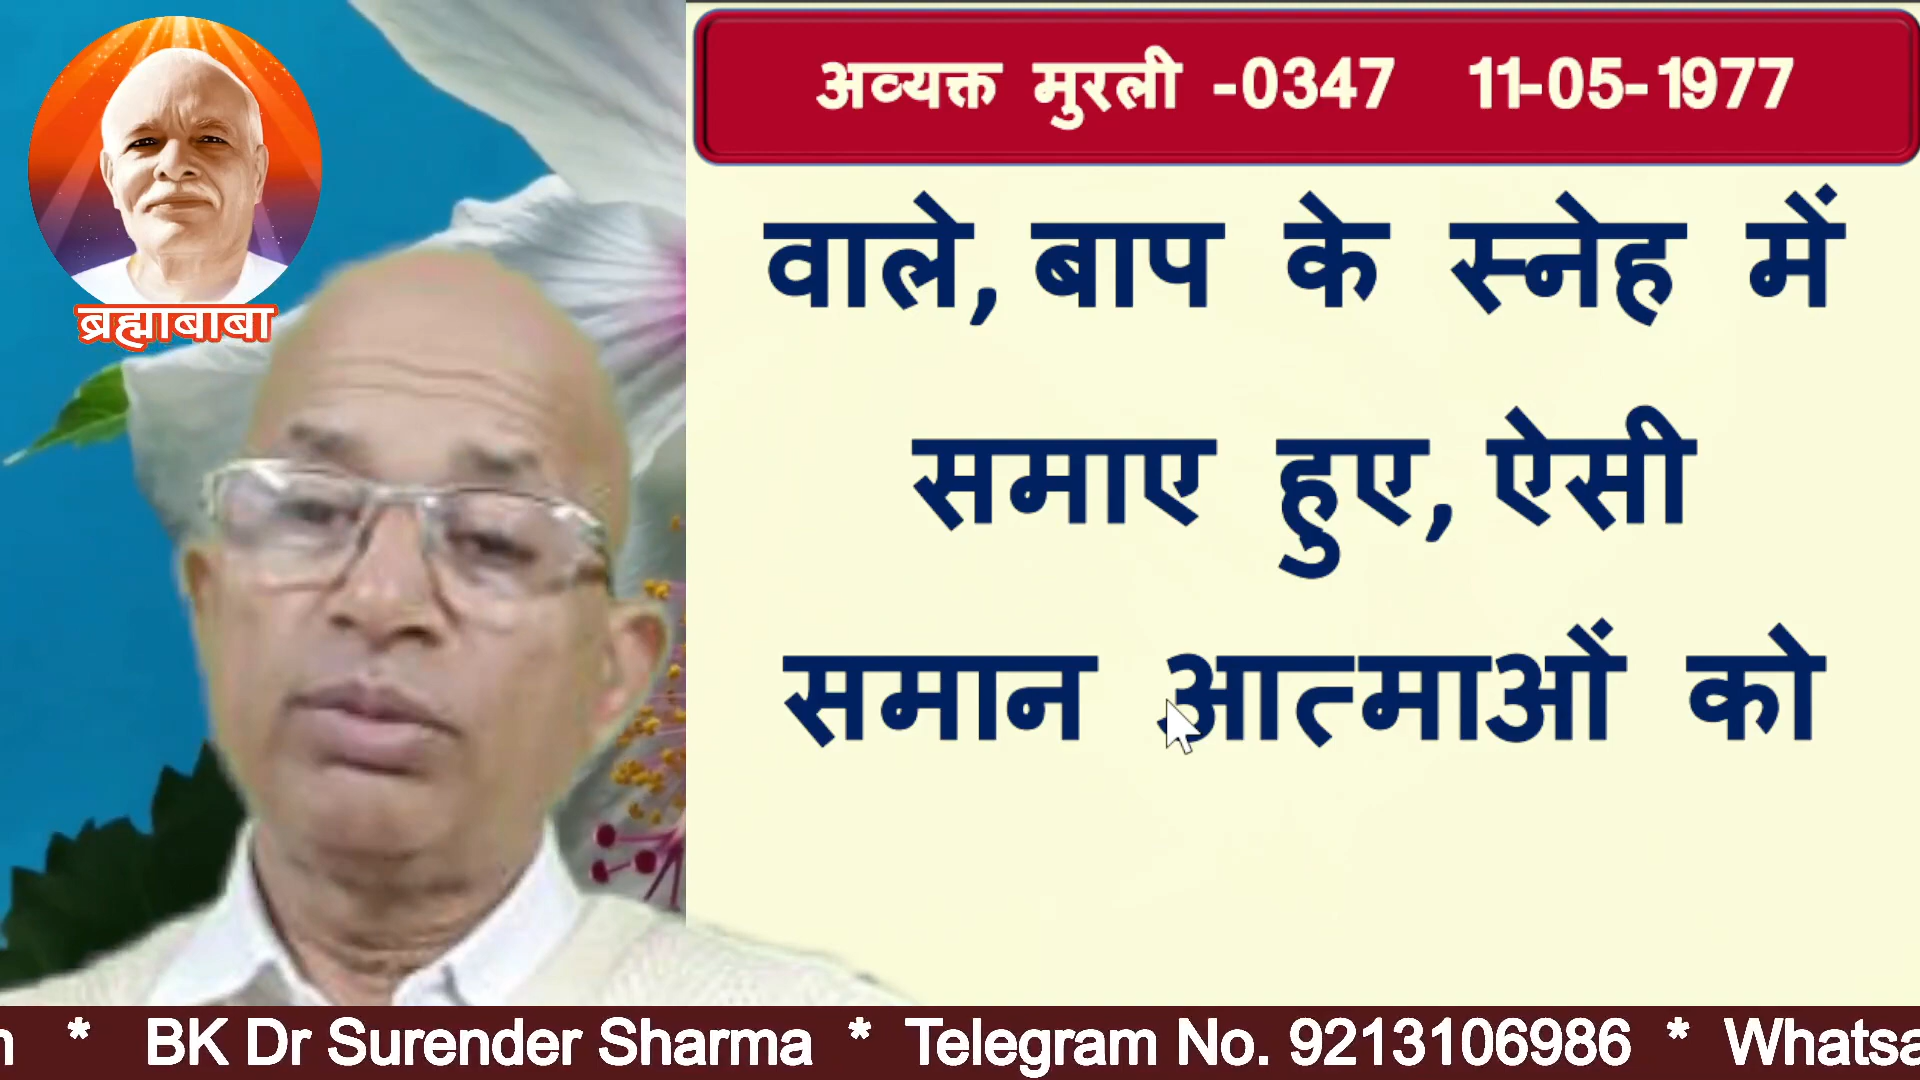 ब्रह्माबाबा
अव्यक्त मुरली -0347 11-05-1977
वाले, बाप के स्नेह में
समाए हुए, ऐसी
समान आत्माओं को
* BK Dr Surender Sharma * Telegram No. 9213106986 *